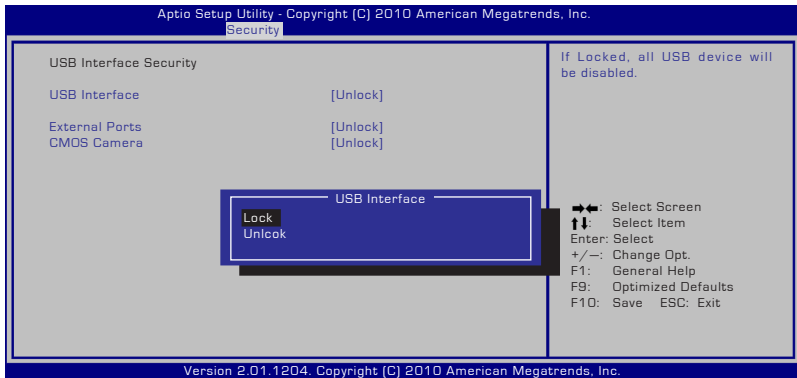 Aptio Setup Utility - Copyright (C) 2010 American Megatrends, Inc.
Security
USB Interface Security
USB Interface [Unlock]
External Ports [Unlock]
CMOS Camera [Unlock]
USB Interface
Lock
Unlcok
If Locked, all USB device will
be disabled.
→←: Select Screen
↑↓: Select Item
Enter: Select
+/—: Change Opt.
F1: General Help
F9: Optimized Defaults
F10: Save ESC: Exit
Version 2.01.1204. Copyright (C) 2010 American Megatrends, Inc.